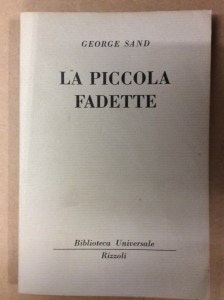 GEORGE SAND
LA PICCOLA
FADETTE
Biblioteca Universale
Rizzoli